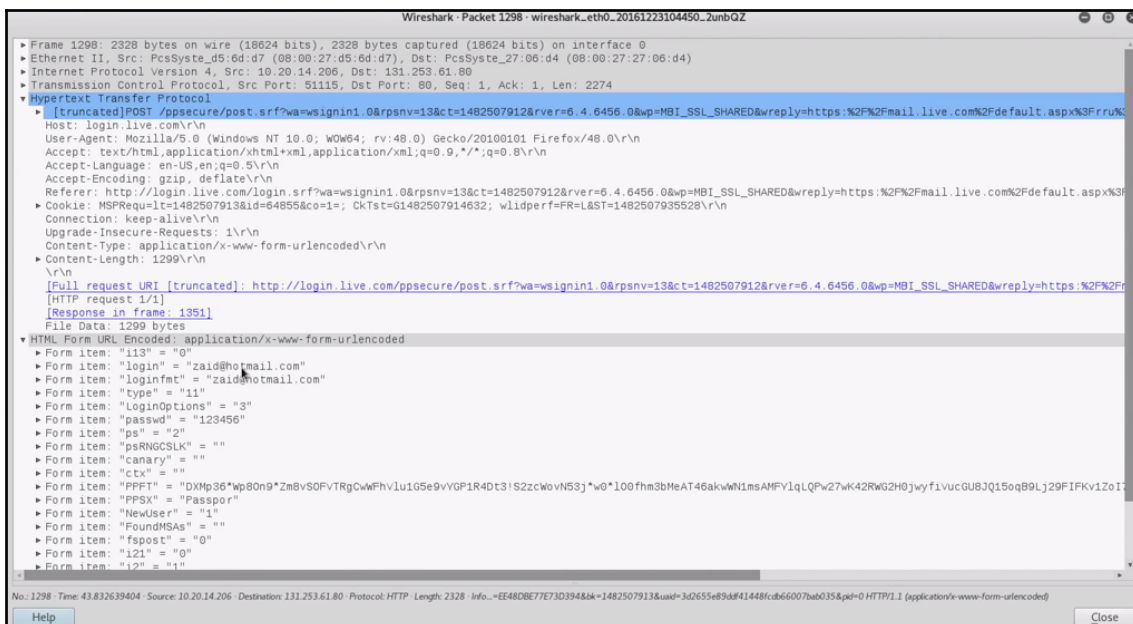 Wireshark · Packet 1298 · wireshark_eth0_20161223104450_2unbQZ
Frame 1298: 2328 bytes on wire (18624 bits), 2328 bytes captured (18624 bits) on interface 0
Ethernet II, Src: PcsSyste_d5:6d:d7 (08:00:27:d5:6d:d7), Dst: PcsSyste_27:06:d4 (08:00:27:27:06:d4)
Internet Protocol Version 4, Src: 10.20.14.206, Dst: 131.253.61.80
Transmission Control Protocol, Src Port: 51115, Dst Port: 80, Seq: 1, Ack: 1, Len: 2274
Hypertext Transfer Protocol
[truncated]POST /ppsecure/post.srf?wa=wsignin1.0&rpsnv=13&ct=1482507912&rver=6.4.6456.0&wp=MBI_SSL_SHARED&wreply=https:%2F%2Fmail.live.com%2Fdefault.aspx%3Frru%
Host: login.live.com\r\n
User-Agent: Mozilla/5.0 (Windows NT 10.0; WOW64; rv:48.0) Gecko/20100101 Firefox/48.0\r\n
Accept: text/html,application/xhtml+xml,application/xml;q=0.9,*/*;q=0.8\r\n
Accept-Language: en-US,en;q=0.5\r\n
Accept-Encoding: gzip, deflate\r\n
Referer: http://login.live.com/login.srf?wa=wsignin1.0&rpsnv=13&ct=1482507912&rver=6.4.6456.0&wp=MBI_SSL_SHARED&wreply=https:%2F%2Fmail.live.com%2Fdefault.aspx%3F
Cookie: MSPRequ=lt=1482507913&id=64855&co=1=; CkTst=G1482507914632; wlidperf=FR=L&ST=1482507935528\r\n
Connection: keep-alive\r\n
Upgrade-Insecure-Requests: 1\r\n
Content-Type: application/x-www-form-urlencoded\r\n
Content-Length: 1299\r\n
\r\n
[Full request URI [truncated]: http://login.live.com/ppsecure/post.srf?wa=wsignin1.0&rpsnv=13&ct=1482507912&rver=6.4.6456.0&wp=MBI_SSL_SHARED&wreply=https:%2F%2F
[HTTP request 1/1]
[Response in frame: 1351]
File Data: 1299 bytes
HTML Form URL Encoded: application/x-www-form-urlencoded
Form item: "i13" = "0"
Form item: "login" = "zaid@hotmail.com"
Form item: "loginfmt" = "zaid@hotmail.com"
Form item: "type" = "11"
Form item: "LoginOptions" = "3"
Form item: "passwd" = "123456"
Form item: "ps" = "2"
Form item: "psRNGCSLK" = ""
Form item: "canary" = ""
Form item: "ctx" = ""
Form item: "PPFT" =
Form item: "PPSX" = "Passpor"
Form item: "NewUser" = "1"
Form item: "FoundMSAs" = ""
Form item: "fspost" = "0"
Form item: "i21" = "0"
Form item: "i2" = "1"
No.: 1298 · Time: 43.832639404 · Source: 10.20.14.206 · Destination: 131.253.61.80 · Protocol: HTTP · Length: 2328 · Info...=EE48DBE77E73D394&bk=1482507913&uaid=3d2655e89ddf41448fcdb66007bab035&pid=0 HTTP/1.1 (application/x-www-form-urlencoded)
Help
Close